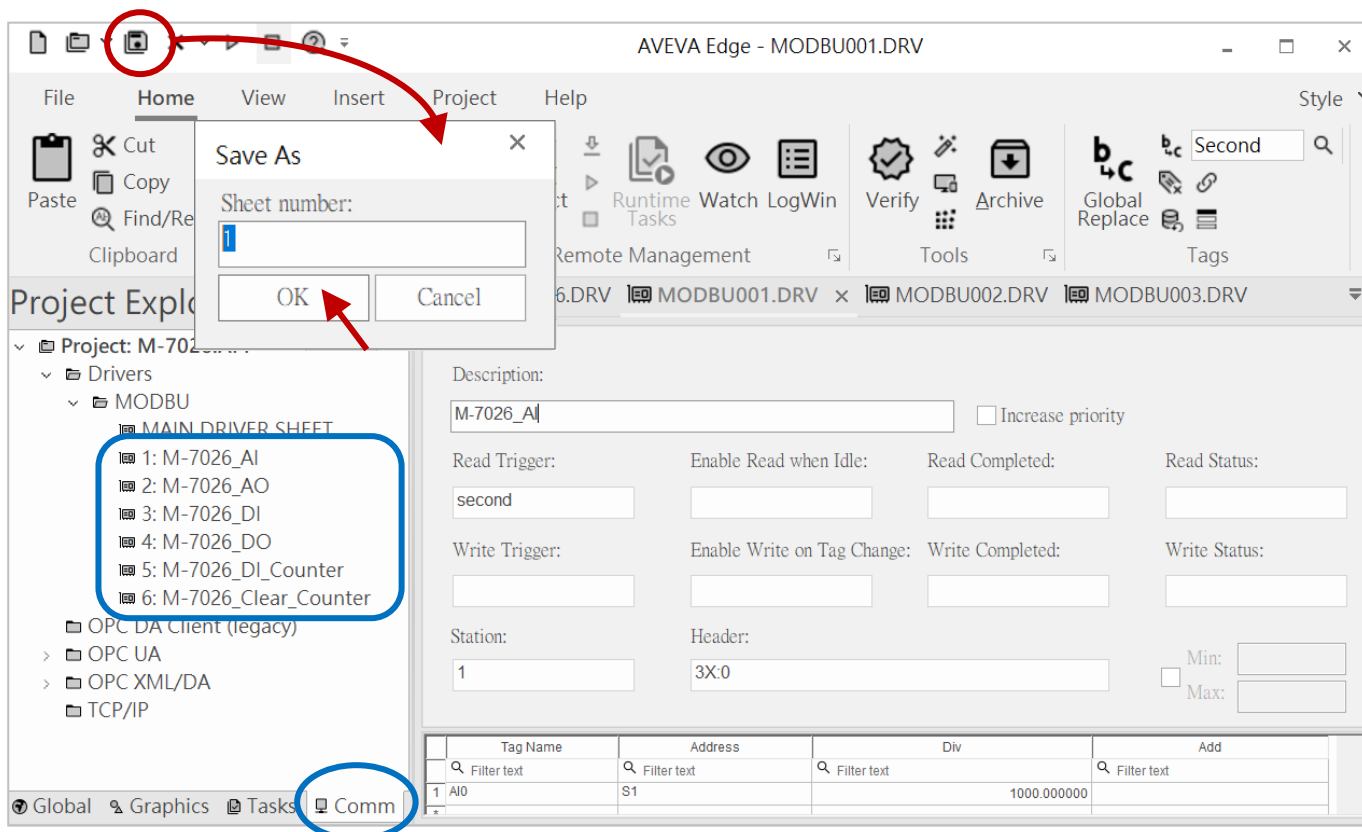 AVEVA Edge - MODBU001.DRV
File Home View Insert Project Help Style
Save As
Sheet number:
1
OK Cancel
Paste
Cut
Copy
Find/Re
Clipboard
Runtime Tasks
Watch
LogWin
Remote Management
Verify
Archive
Tools
Global Replace
Second
Tags
Project Explo
6.DRV MODBU001.DRV MODBU002.DRV MODBU003.DRV
Project: M-7026.APP
Drivers
MODBU
MAIN DRIVER SHEET
1: M-7026_AI
2: M-7026_AO
3: M-7026_DI
4: M-7026_DO
5: M-7026_DI_Counter
6: M-7026_Clear_Counter
OPC DA Client (legacy)
OPC UA
OPC XML/DA
TCP/IP
Global Graphics Tasks Comm
Description:
M-7026_AI
Increase priority
Read Trigger: Enable Read when Idle: Read Completed: Read Status:
second
Write Trigger: Enable Write on Tag Change: Write Completed: Write Status:
Station: Header:
1 3X:0
Min:
Max:
Tag Name Address Div Add
Filter text Filter text Filter text Filter text
1 AI0 S1 1000.000000